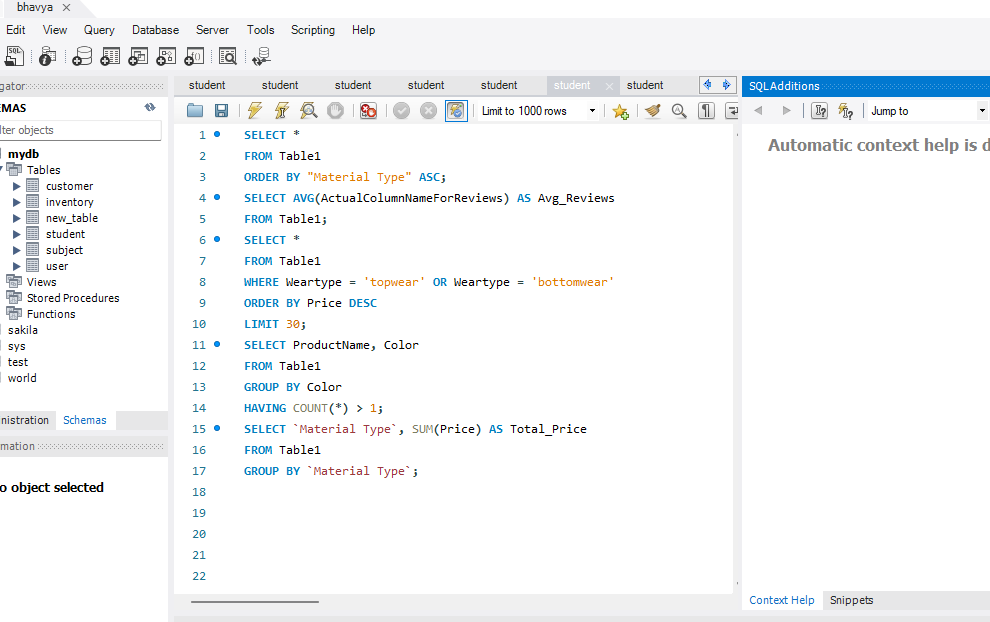 bhavya
Edit View Query Database Server Tools Scripting Help
gator
student student student student student student student
SQLAdditions
EMAS
lter objects
Limit to 1000 rows
Jump to
Automatic context help is d
mydb
Tables
customer
inventory
new_table
student
subject
user
Views
Stored Procedures
Functions
sakila
sys
test
world
nistration Schemas
mation
o object selected
1 SELECT *
2 FROM Table1
3 ORDER BY "Material Type" ASC;
4 SELECT AVG(ActualColumnNameForReviews) AS Avg_Reviews
5 FROM Table1;
6 SELECT *
7 FROM Table1
8 WHERE Weartype = 'topwear' OR Weartype = 'bottomwear'
9 ORDER BY Price DESC
10 LIMIT 30;
11 SELECT ProductName, Color
12 FROM Table1
13 GROUP BY Color
14 HAVING COUNT(*) > 1;
15 SELECT `Material Type`, SUM(Price) AS Total_Price
16 FROM Table1
17 GROUP BY `Material Type`;
18
19
20
21
22
Context Help Snippets